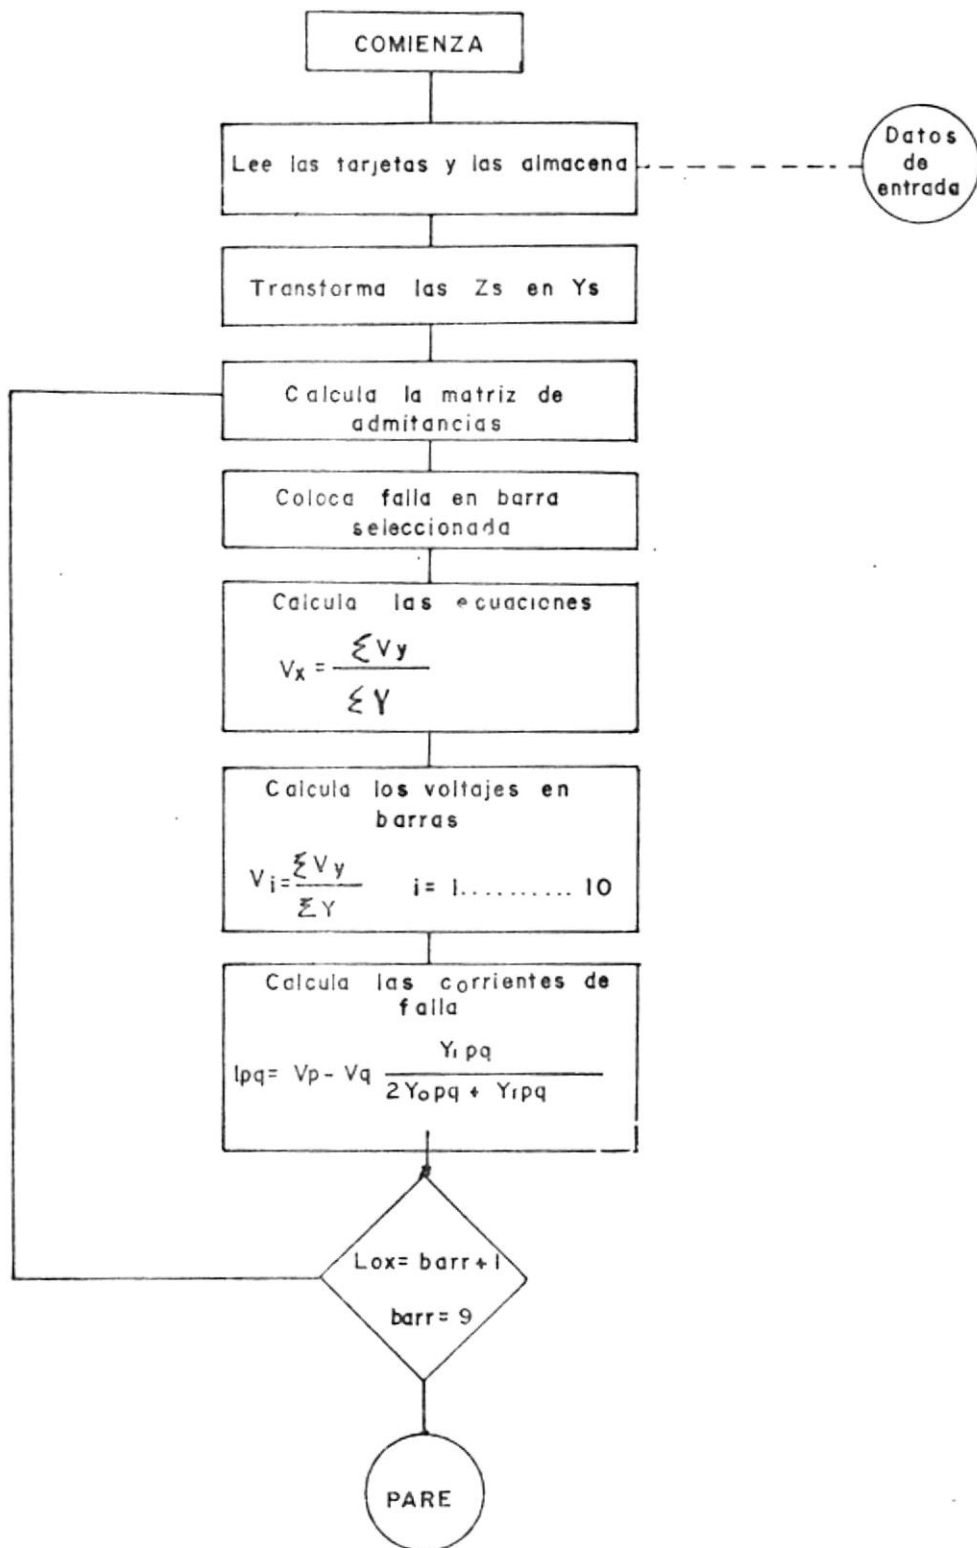 COMIENZA
Lee las tarjetas y las almacena
Datos
de
entrada
Transforma las Zs en Ys
Calcula la matriz de
admitancias
Coloca falla en barra
seleccionada
Calcula las ecuaciones
Vx = ΣVy / ΣY
Calcula los voltajes en
barras
Vi = ΣVy / ΣY i = 1.......... 10
Calcula las corrientes de
falla
Ipq = Vp - Vq Y1pq / 2Yopq + Y1pq
Lox = barr + 1
barr = 9
PARE